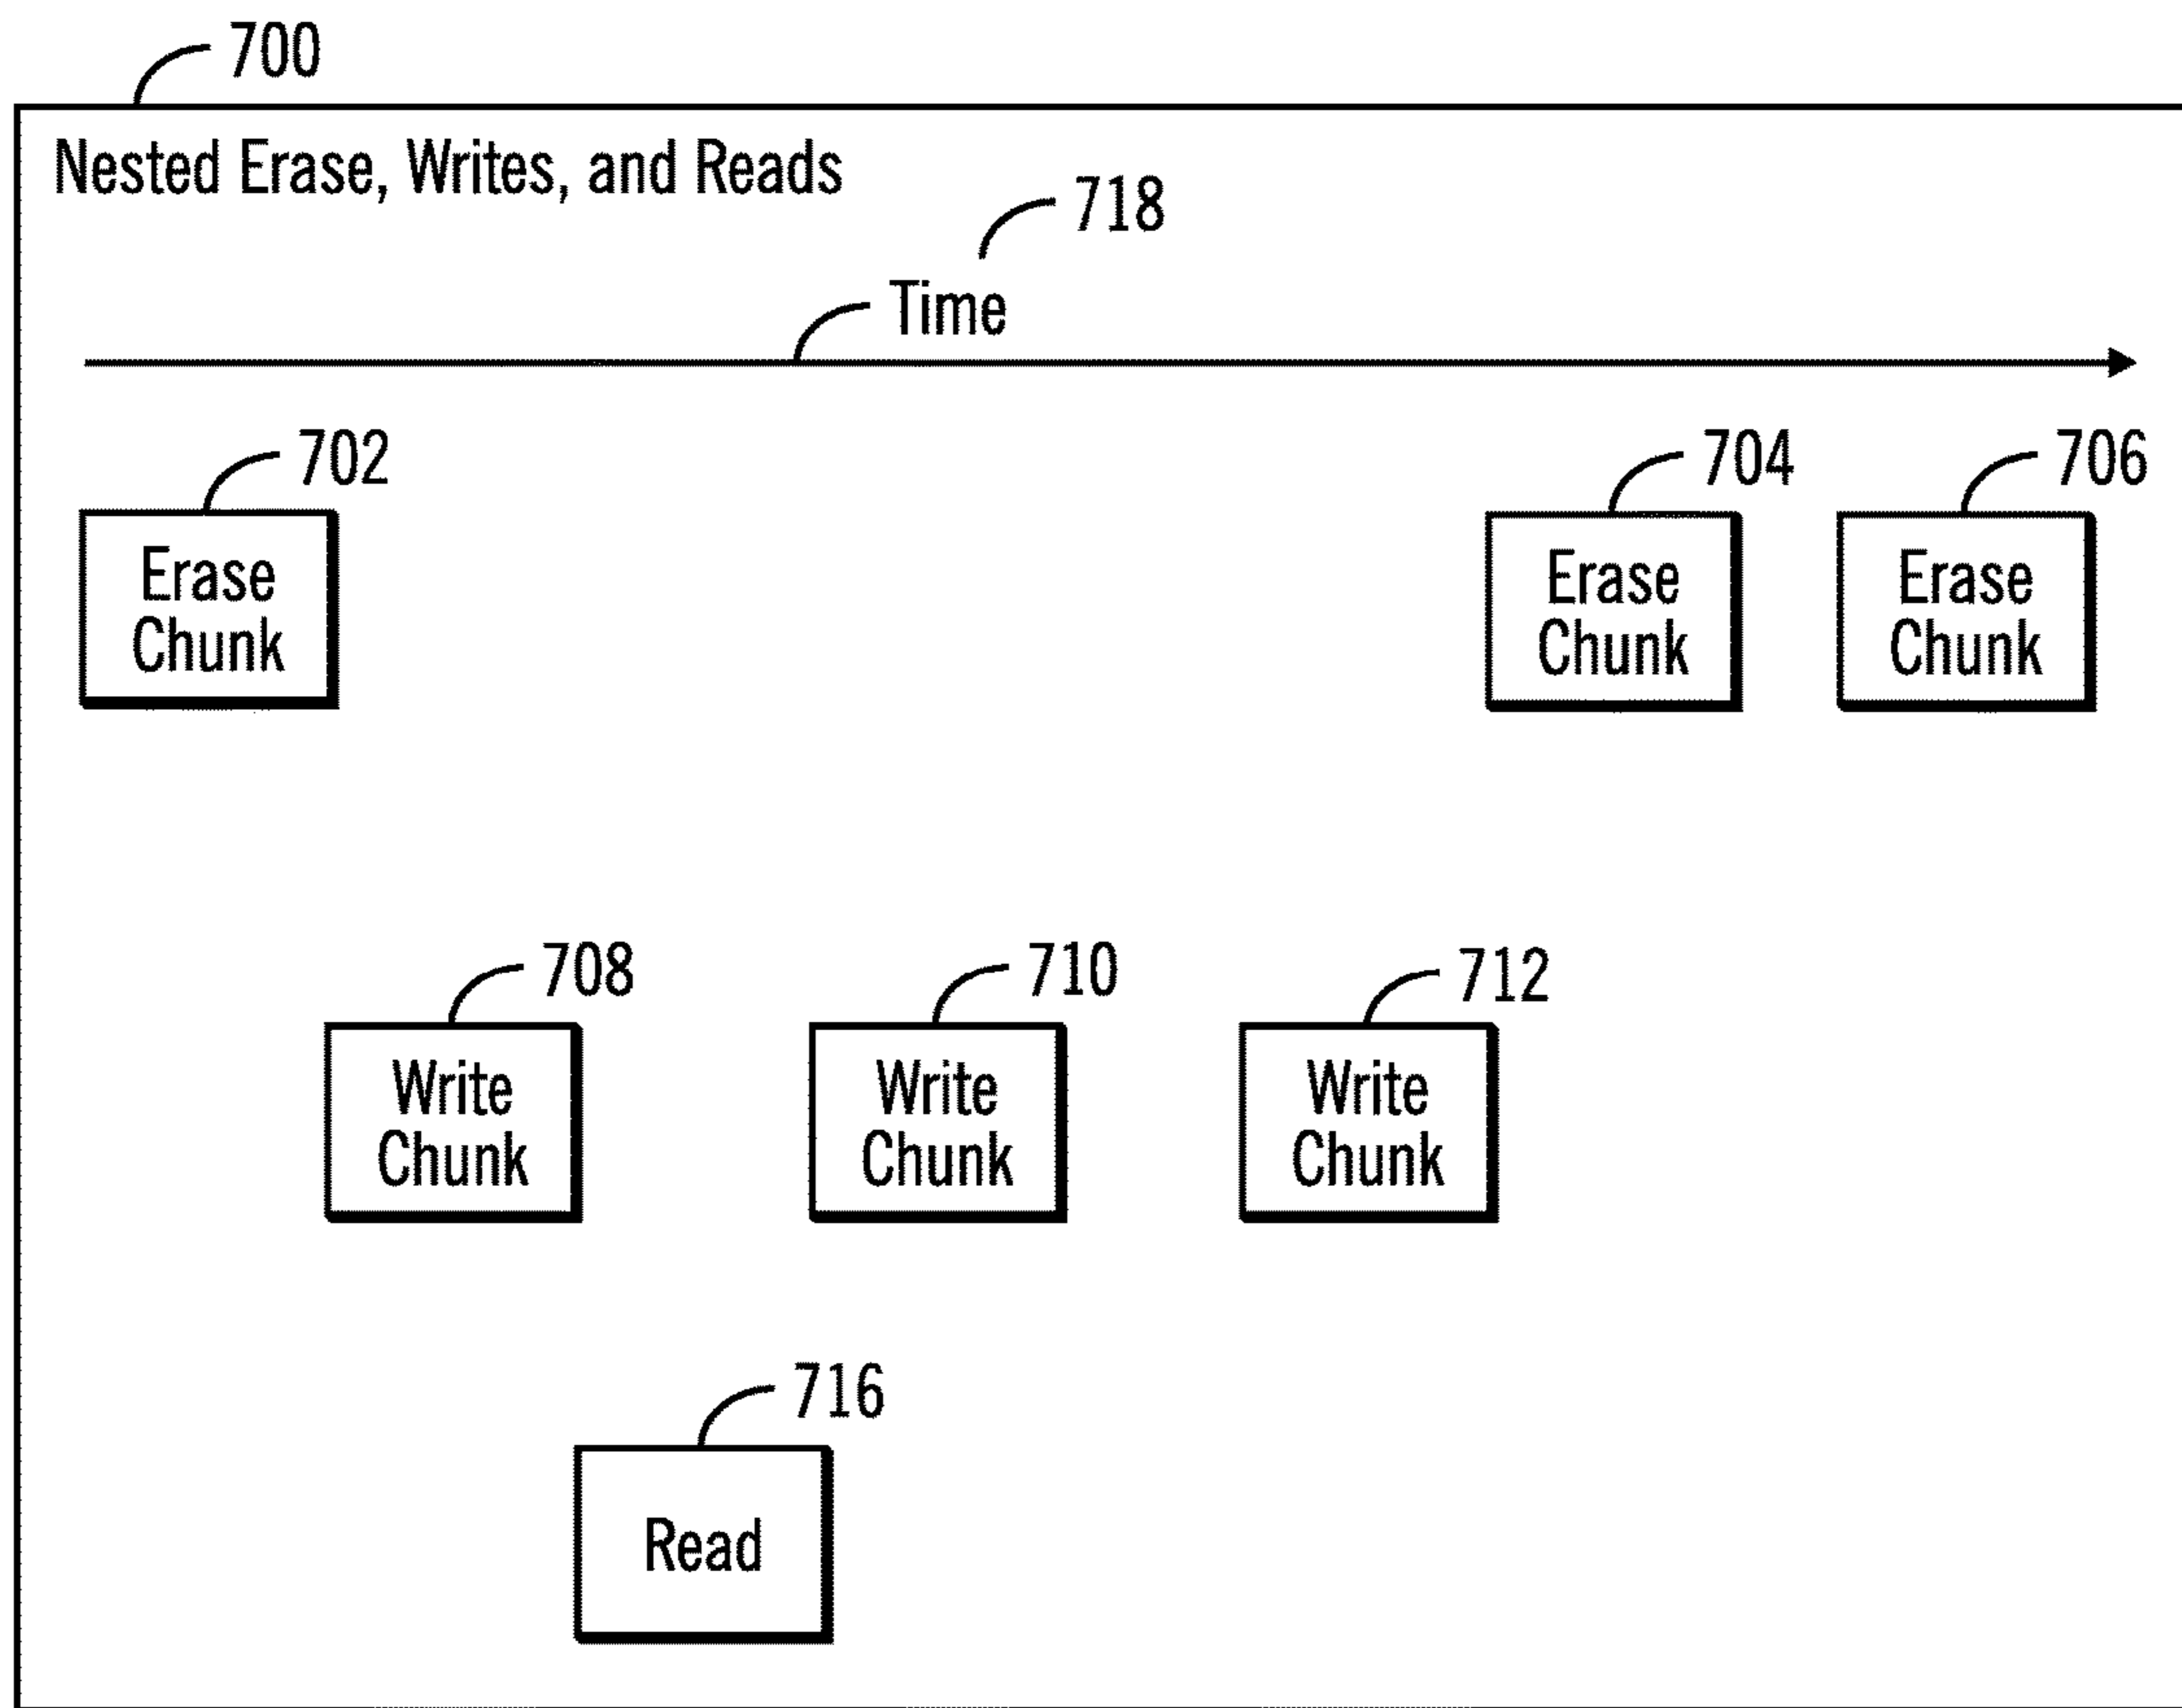 700
Nested Erase, Writes, and Reads
718
Time
702
704
706
Erase
Chunk
Erase
Chunk
Erase
Chunk
708
710
712
Write
Chunk
Write
Chunk
Write
Chunk
716
Read